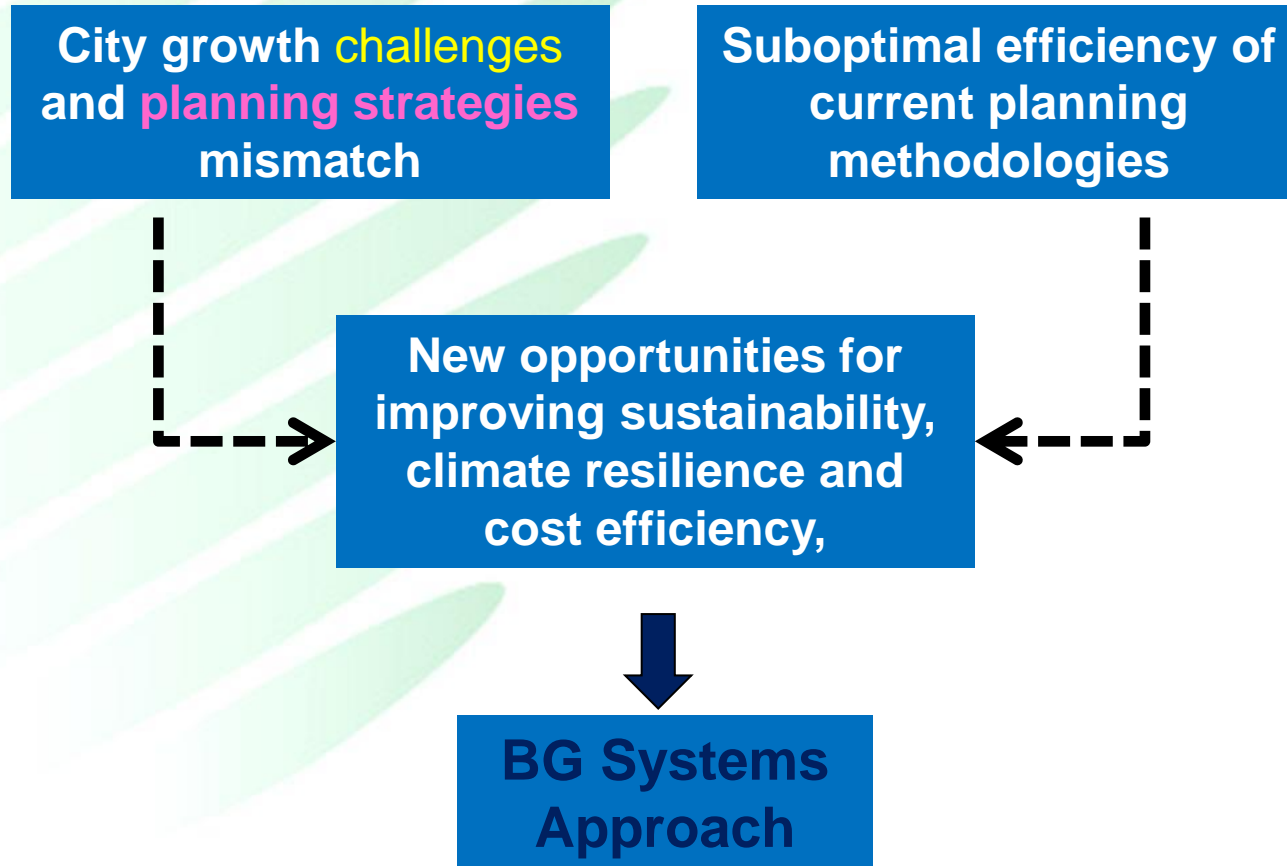 City growth challenges
and planning strategies
mismatch
Suboptimal efficiency of
current planning
methodologies
New opportunities for
improving sustainability,
climate resilience and
cost efficiency,
BG Systems
Approach